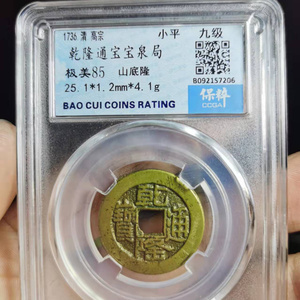 1736 清 高宗 小平 九级
乾隆通宝宝泉局
极美85 山底隆
25.1*1.2mm*4.1g
BAO CUI COINS RATING
B092157206
保粹
CCGA
乾隆通寶